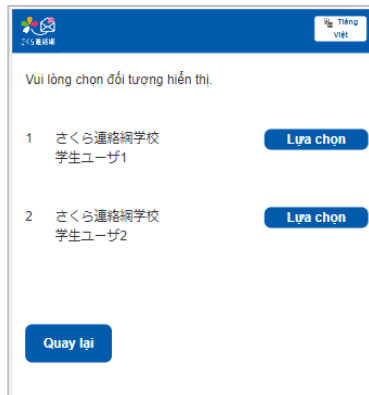 さくら連絡網
Tiếng
Việt
Vui lòng chọn đối tượng hiển thị.
1 さくら連絡網学校 Lựa chọn
学生ユーザ1
2 さくら連絡網学校 Lựa chọn
学生ユーザ2
Quay lại